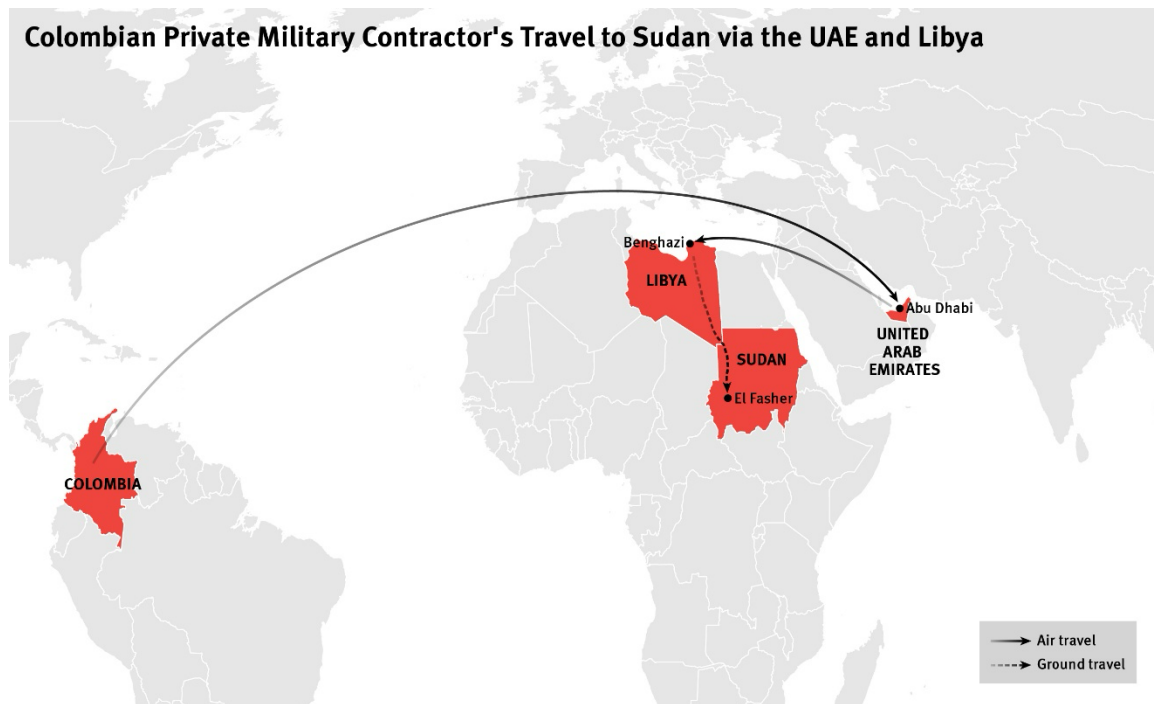 Colombian Private Military Contractor's Travel to Sudan via the UAE and Libya
Benghazi
LIBYA
Abu Dhabi
UNITED
ARAB
EMIRATES
SUDAN
El Fasher
COLOMBIA
Air travel
Ground travel